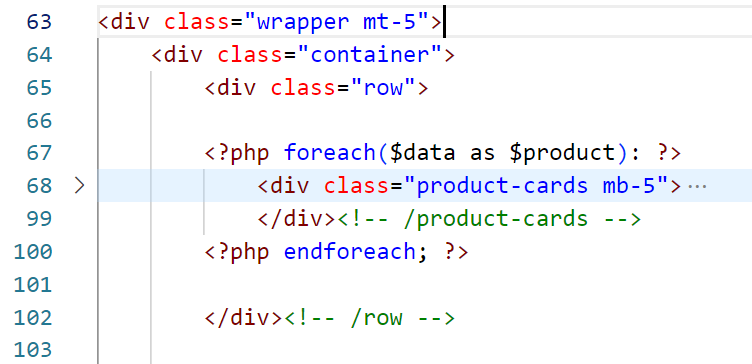 63 <div class="wrapper mt-5">
64 <div class="container">
65 <div class="row">
66
67 <?php foreach($data as $product): ?>
68 > <div class="product-cards mb-5">···
99 </div><!-- /product-cards -->
100 <?php endforeach; ?>
101
102 </div><!-- /row -->
103